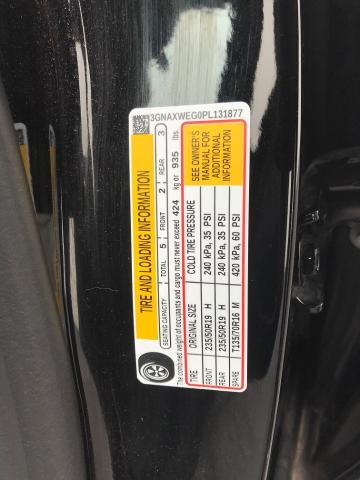 3GNAXWEG0PL131877
TIRE AND LOADING INFORMATION
SEATING CAPACITY TOTAL 5 FRONT 2 REAR 3
The combined weight of occupants and cargo must never exceed 424 kg or 935 lbs.
TIRE ORIGINAL SIZE COLD TIRE PRESSURE
FRONT 235/50R19 H 240 kPa, 35 PSI
REAR 235/50R19 H 240 kPa, 35 PSI
SPARE T135/70R16 M 420 kPa, 60 PSI
SEE OWNER'S
MANUAL FOR
ADDITIONAL
INFORMATION